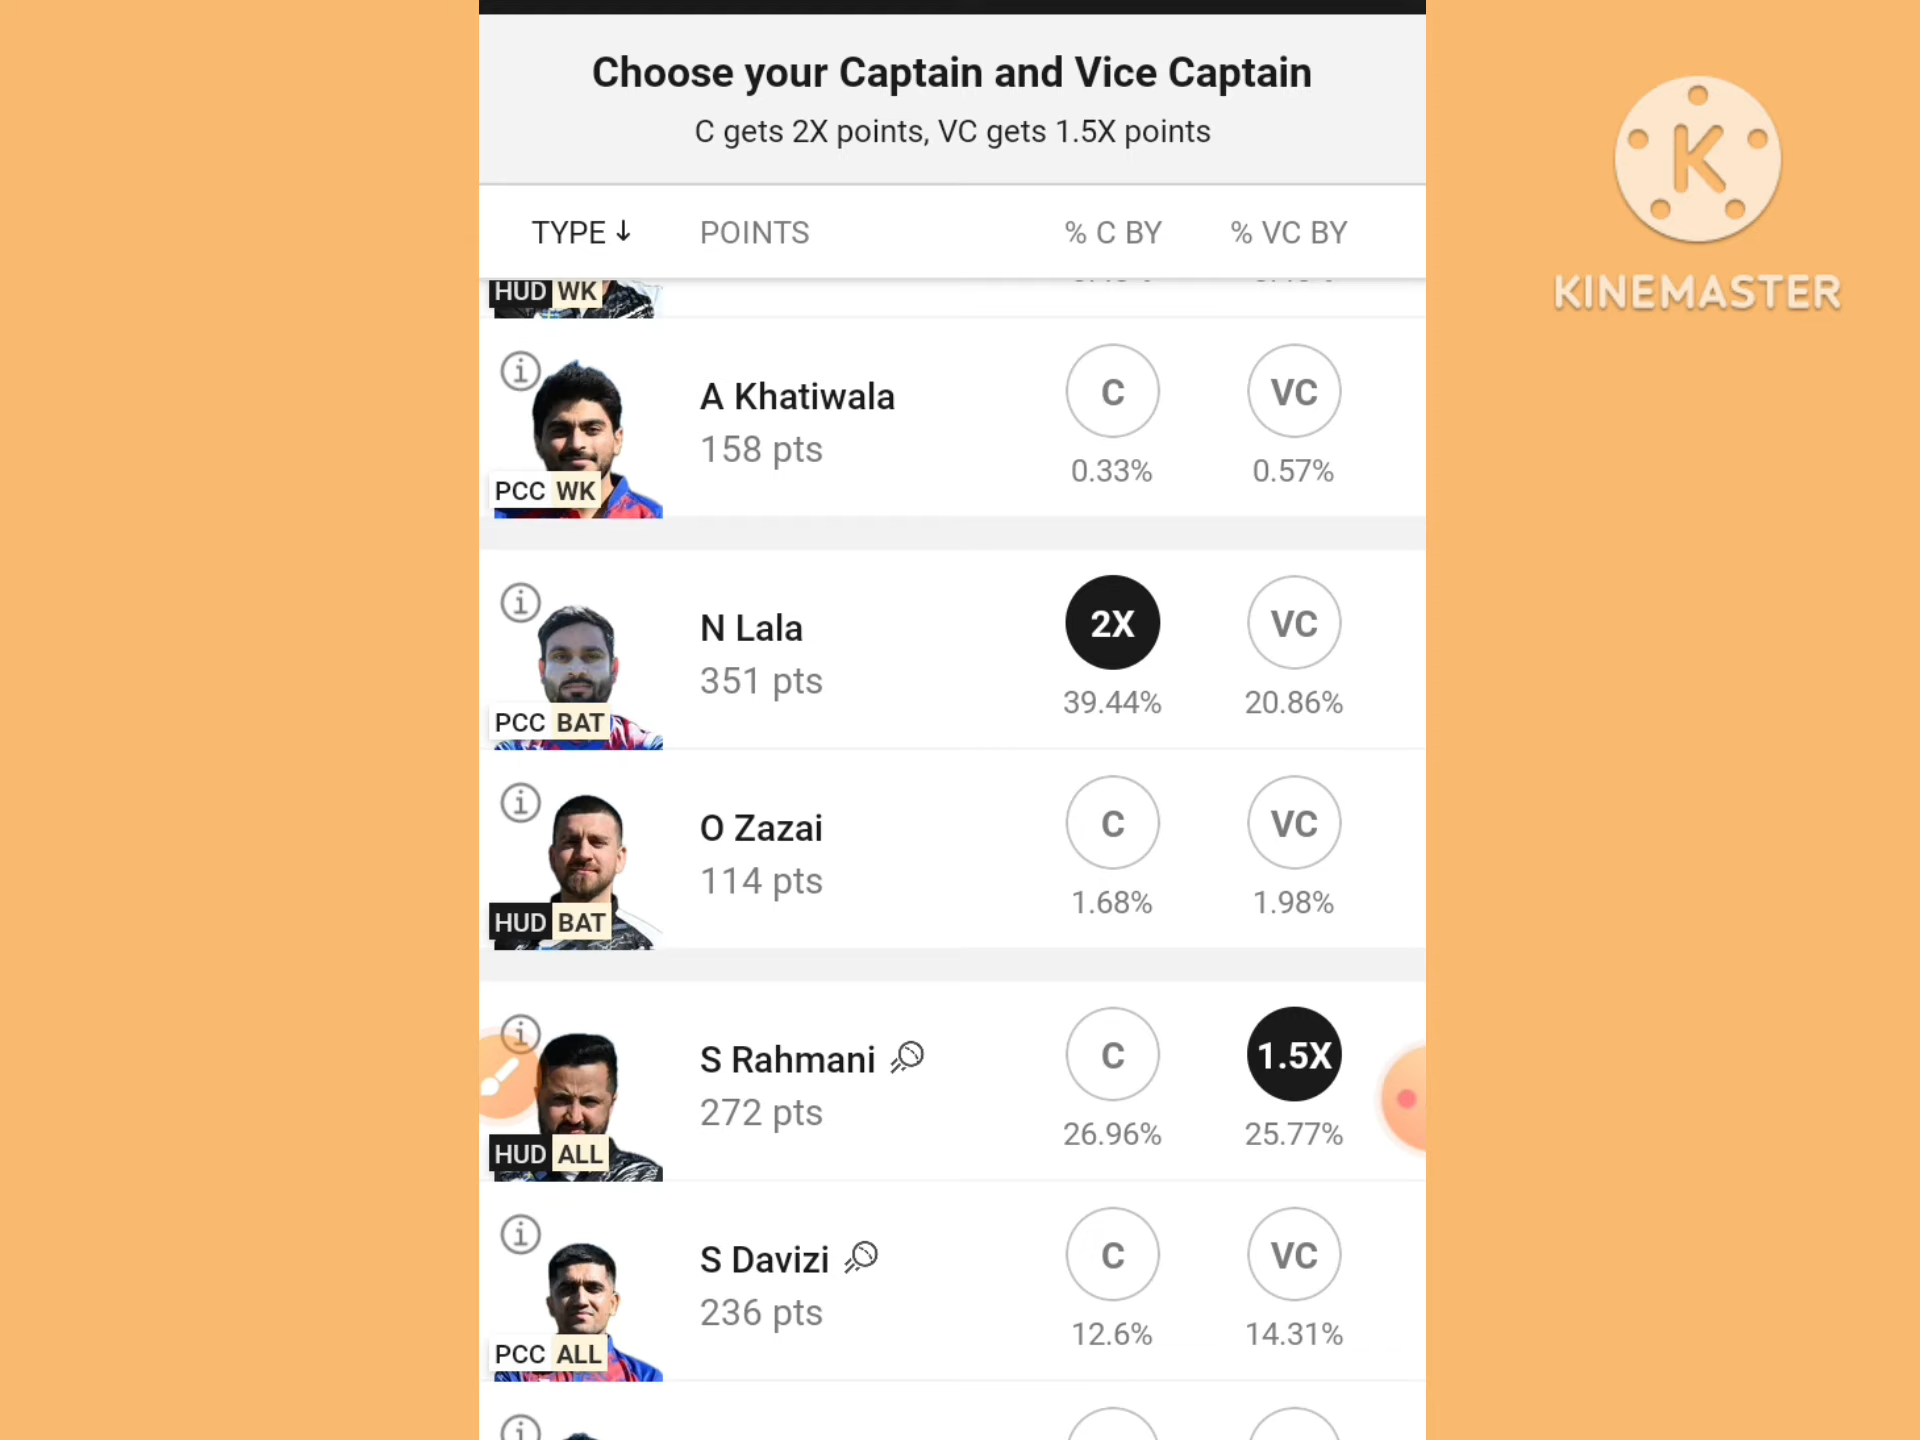 Choose your Captain and Vice Captain
C gets 2X points, VC gets 1.5X points
TYPE ↓ POINTS % C BY % VC BY
HUD WK
A Khatiwala C VC
158 pts 0.33% 0.57%
PCC WK
N Lala 2X VC
351 pts 39.44% 20.86%
PCC BAT
O Zazai C VC
114 pts 1.68% 1.98%
HUD BAT
S Rahmani C 1.5X
272 pts 26.96% 25.77%
HUD ALL
S Davizi C VC
236 pts 12.6% 14.31%
PCC ALL
K
KINEMASTER